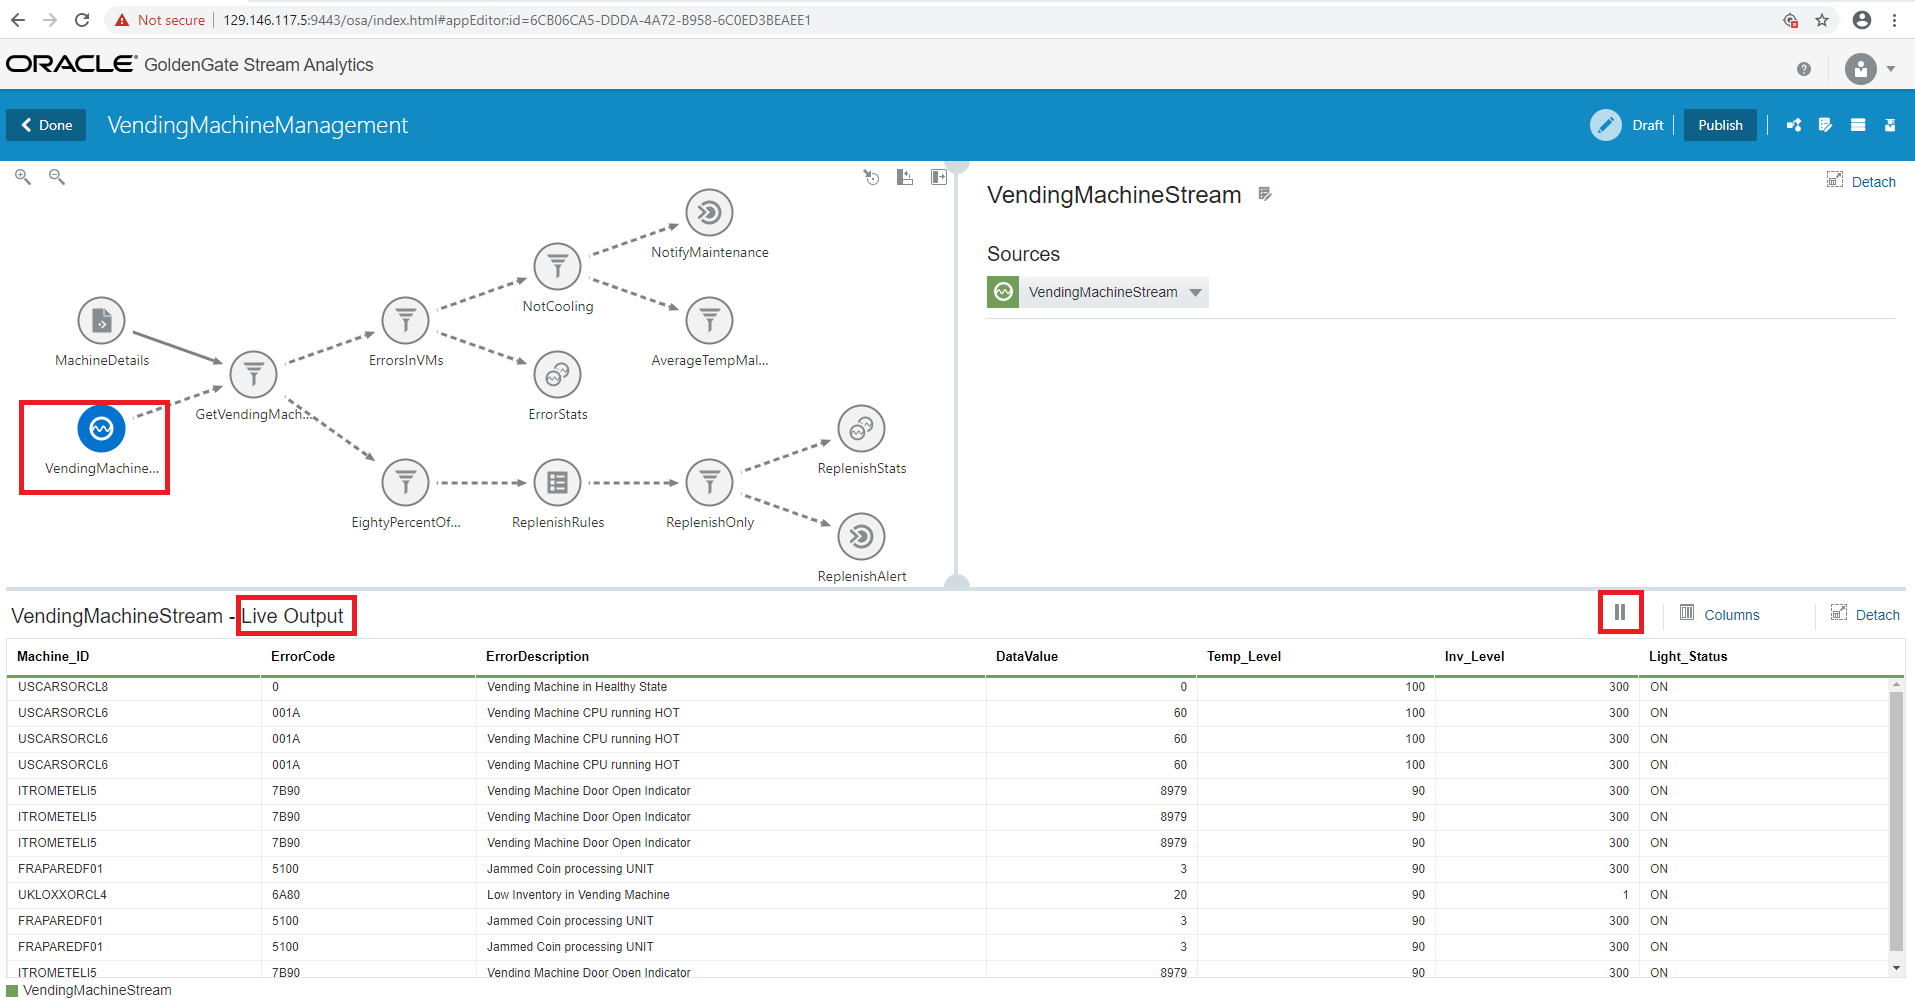 Not secure | 129.146.117.5:9443/osa/index.html#appEditor:id=6CB06CA5-DDDA-4A72-B958-6C0ED3BEAEE1
ORACLE® GoldenGate Stream Analytics
Done VendingMachineManagement Draft Publish
VendingMachineStream Detach
Sources
VendingMachineStream
NotifyMaintenance
NotCooling
MachineDetails ErrorsInVMs AverageTempMal...
GetVendingMach... ErrorStats
VendingMachine... ReplenishStats
EightyPercentOf... ReplenishRules ReplenishOnly
ReplenishAlert
VendingMachineStream - Live Output Columns Detach
Machine_ID ErrorCode ErrorDescription DataValue Temp_Level Inv_Level Light_Status
USCARSORCL8 0 Vending Machine in Healthy State 0 100 300 ON
USCARSORCL6 001A Vending Machine CPU running HOT 60 100 300 ON
USCARSORCL6 001A Vending Machine CPU running HOT 60 100 300 ON
USCARSORCL6 001A Vending Machine CPU running HOT 60 100 300 ON
ITROMETELI5 7B90 Vending Machine Door Open Indicator 8979 90 300 ON
ITROMETELI5 7B90 Vending Machine Door Open Indicator 8979 90 300 ON
ITROMETELI5 7B90 Vending Machine Door Open Indicator 8979 90 300 ON
FRAPAREDF01 5100 Jammed Coin processing UNIT 3 90 300 ON
UKLOXXORCL4 6A80 Low Inventory in Vending Machine 20 90 1 ON
FRAPAREDF01 5100 Jammed Coin processing UNIT 3 90 300 ON
FRAPAREDF01 5100 Jammed Coin processing UNIT 3 90 300 ON
ITROMETELI5 7B90 Vending Machine Door Open Indicator 8979 90 300 ON
VendingMachineStream